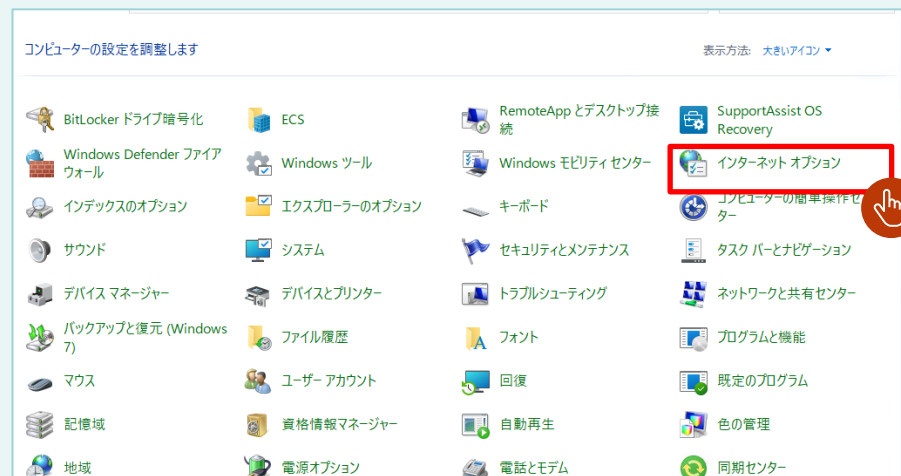 コンピューターの設定を調整します
表示方法: 大きいアイコン
BitLocker ドライブ暗号化
ECS
RemoteApp とデスクトップ接
続
SupportAssist OS
Recovery
Windows Defender ファイア
ウォール
Windows ツール
Windows モビリティ センター
インターネット オプション
インデックスのオプション
エクスプローラーのオプション
キーボード
コンピューターの簡単操作セ
ター
サウンド
システム
セキュリティとメンテナンス
タスク バーとナビゲーション
デバイス マネージャー
デバイスとプリンター
トラブルシューティング
ネットワークと共有センター
バックアップと復元 (Windows
7)
ファイル履歴
フォント
プログラムと機能
マウス
ユーザー アカウント
回復
既定のプログラム
記憶域
資格情報マネージャー
自動再生
色の管理
地域
電源オプション
電話とモデム
同期センター